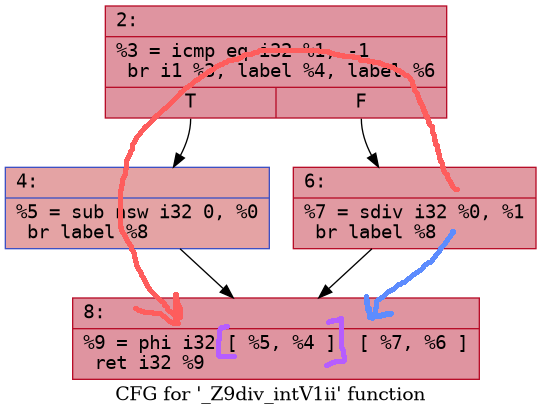 2:
%3 = icmp eq i32 %1, -1
br i1 %3, label %4, label %6
T F
4:
%5 = sub nsw i32 0, %0
br label %8
6:
%7 = sdiv i32 %0, %1
br label %8
8:
%9 = phi i32 [ %5, %4 ], [ %7, %6 ]
ret i32 %9
CFG for '_Z9div_intV1ii' function